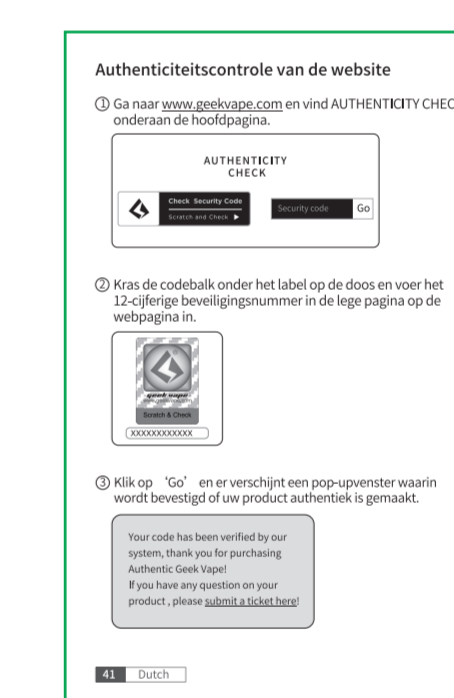 Authenticiteitscontrole van de website
① Ga naar www.geekvape.com en vind AUTHENTICITY CHEC
onderaan de hoofdpagina.
AUTHENTICITY
CHECK
Check Security Code
Scratch and Check ▶
Security code
Go
② Kras de codebalk onder het label op de doos en voer het
12-cijferige beveiligingsnummer in de lege pagina op de
webpagina in.
geek vape
www.geekvape.com
Scratch & Check
XXXXXXXXXXXX
③ Klik op ‘Go’ en er verschijnt een pop-upvenster waarin
wordt bevestigd of uw product authentiek is gemaakt.
Your code has been verified by our
system, thank you for purchasing
Authentic Geek Vape!
If you have any question on your
product , please submit a ticket here!
41 Dutch